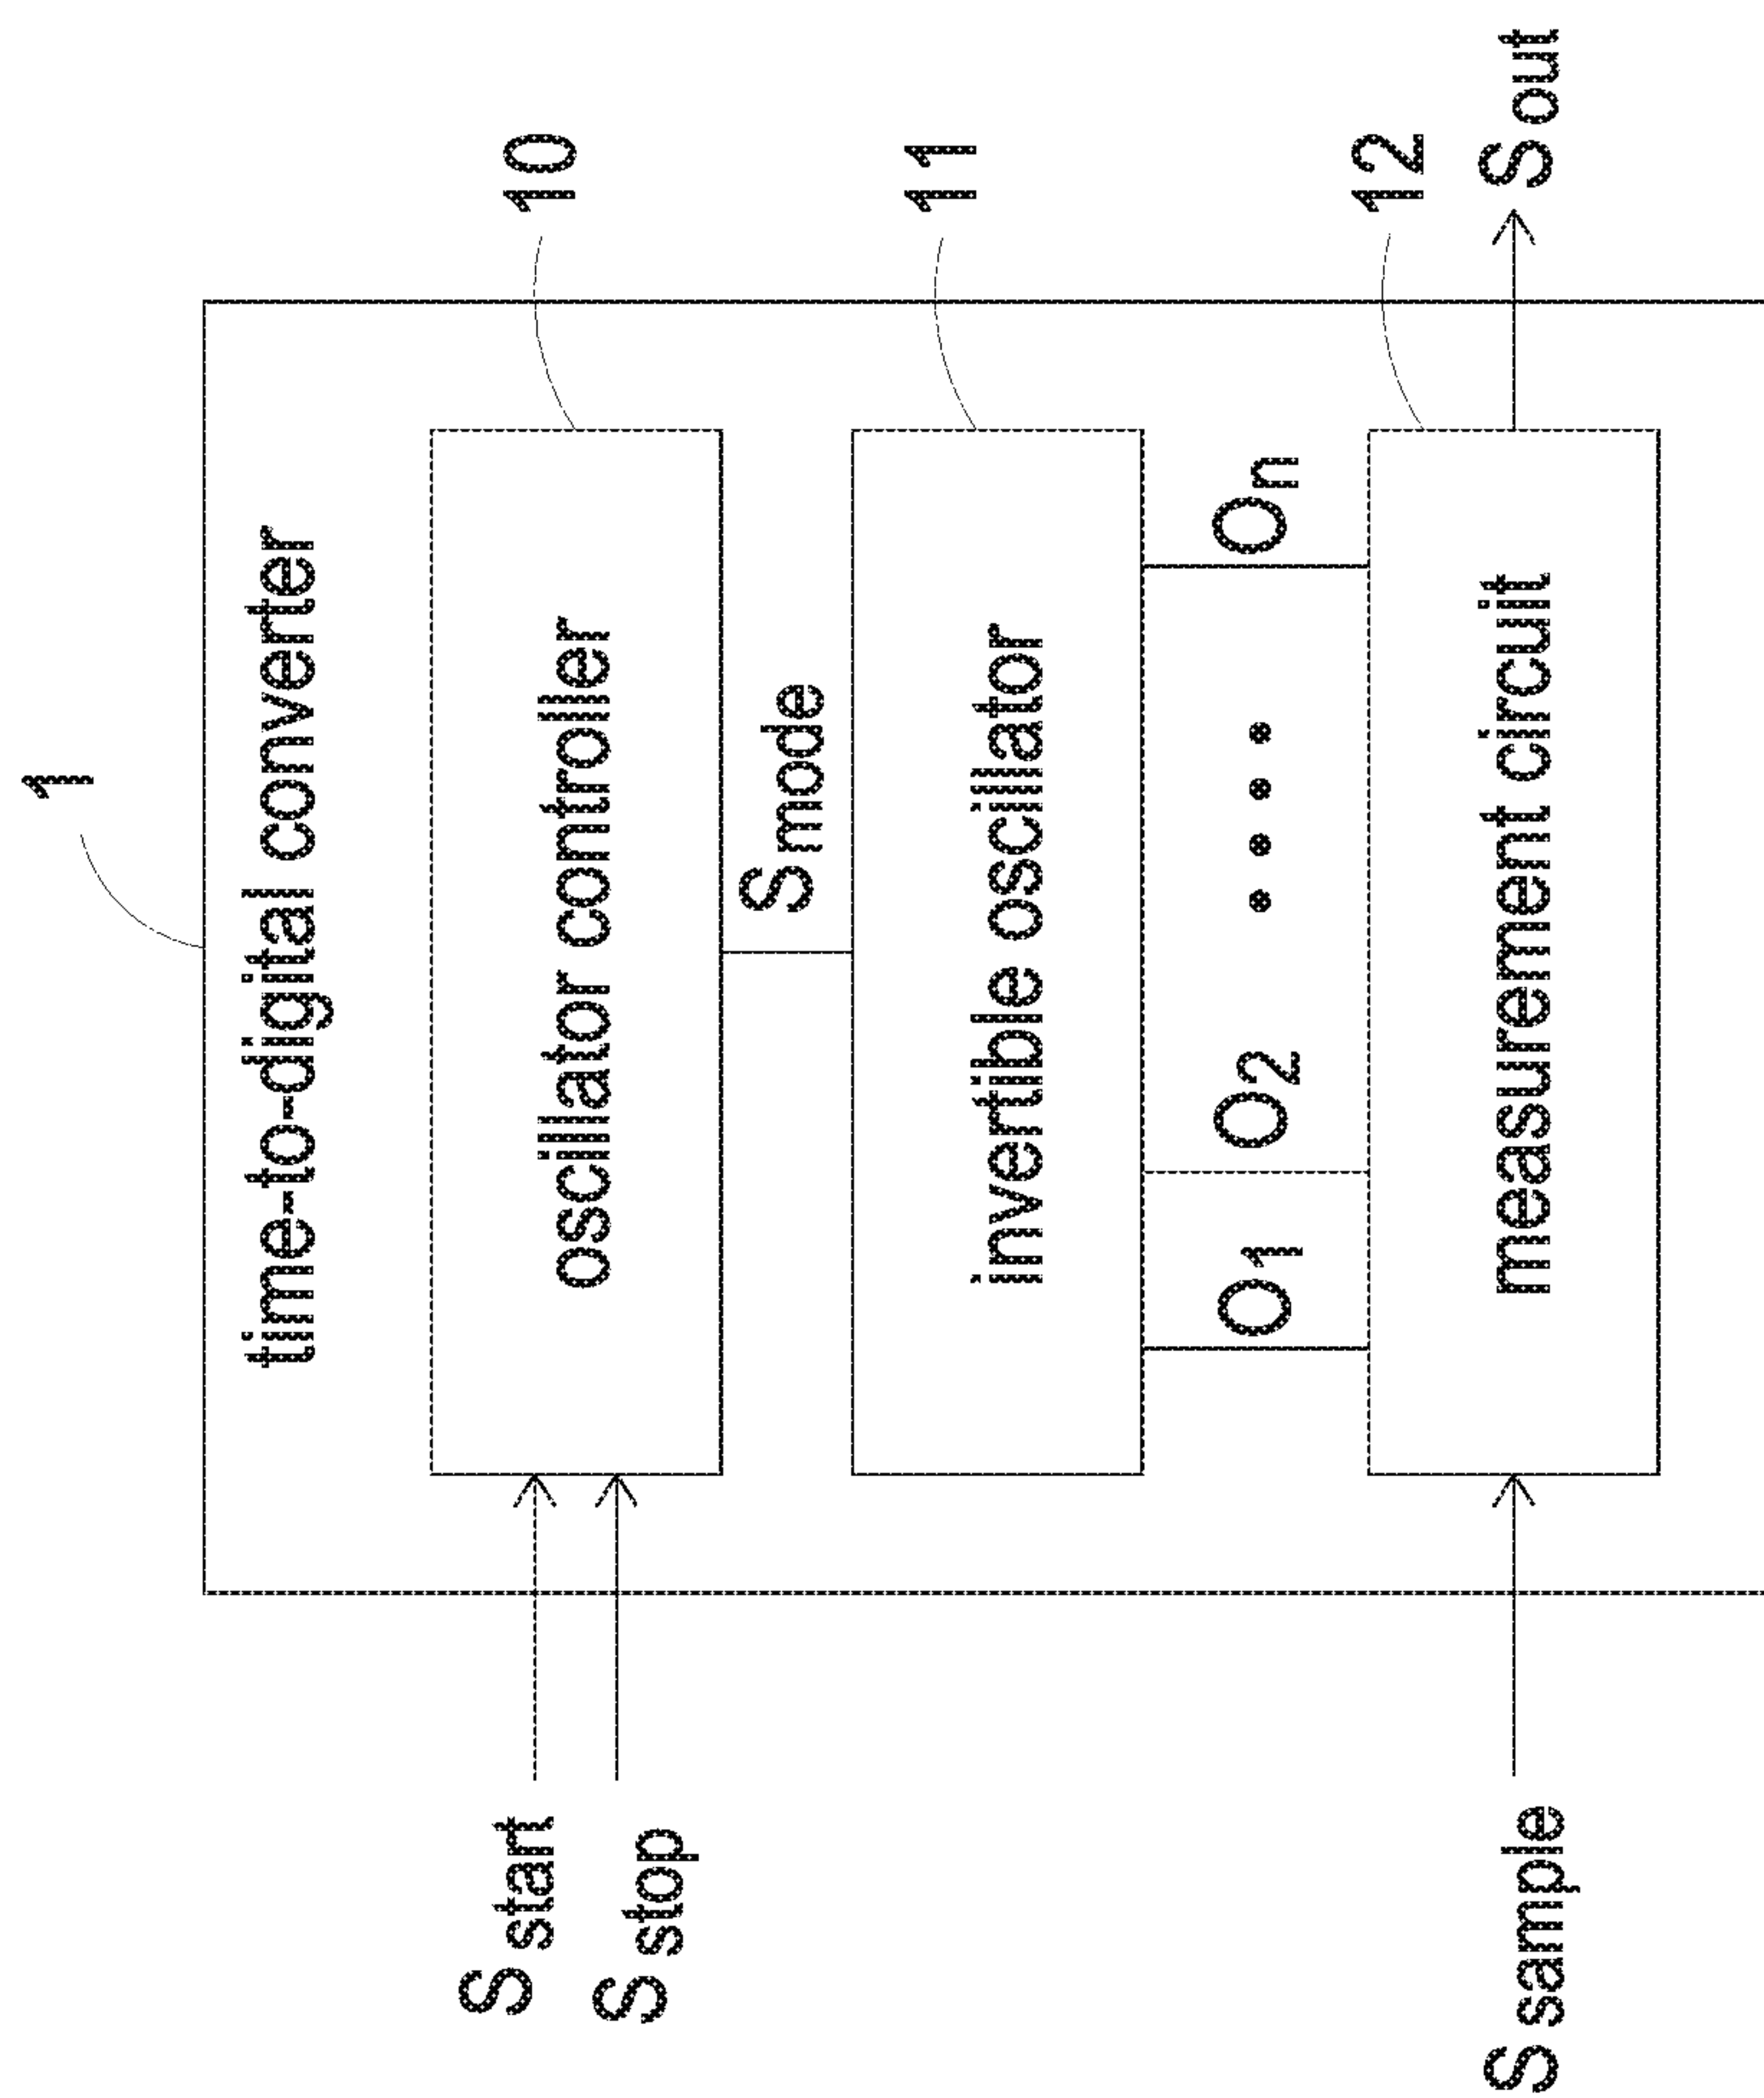 1
time-to-digital converter
S start
S stop
oscillator controller
10
S mode
invertible oscillator
11
O1
O2
On
S sample
measurement circuit
12
S out